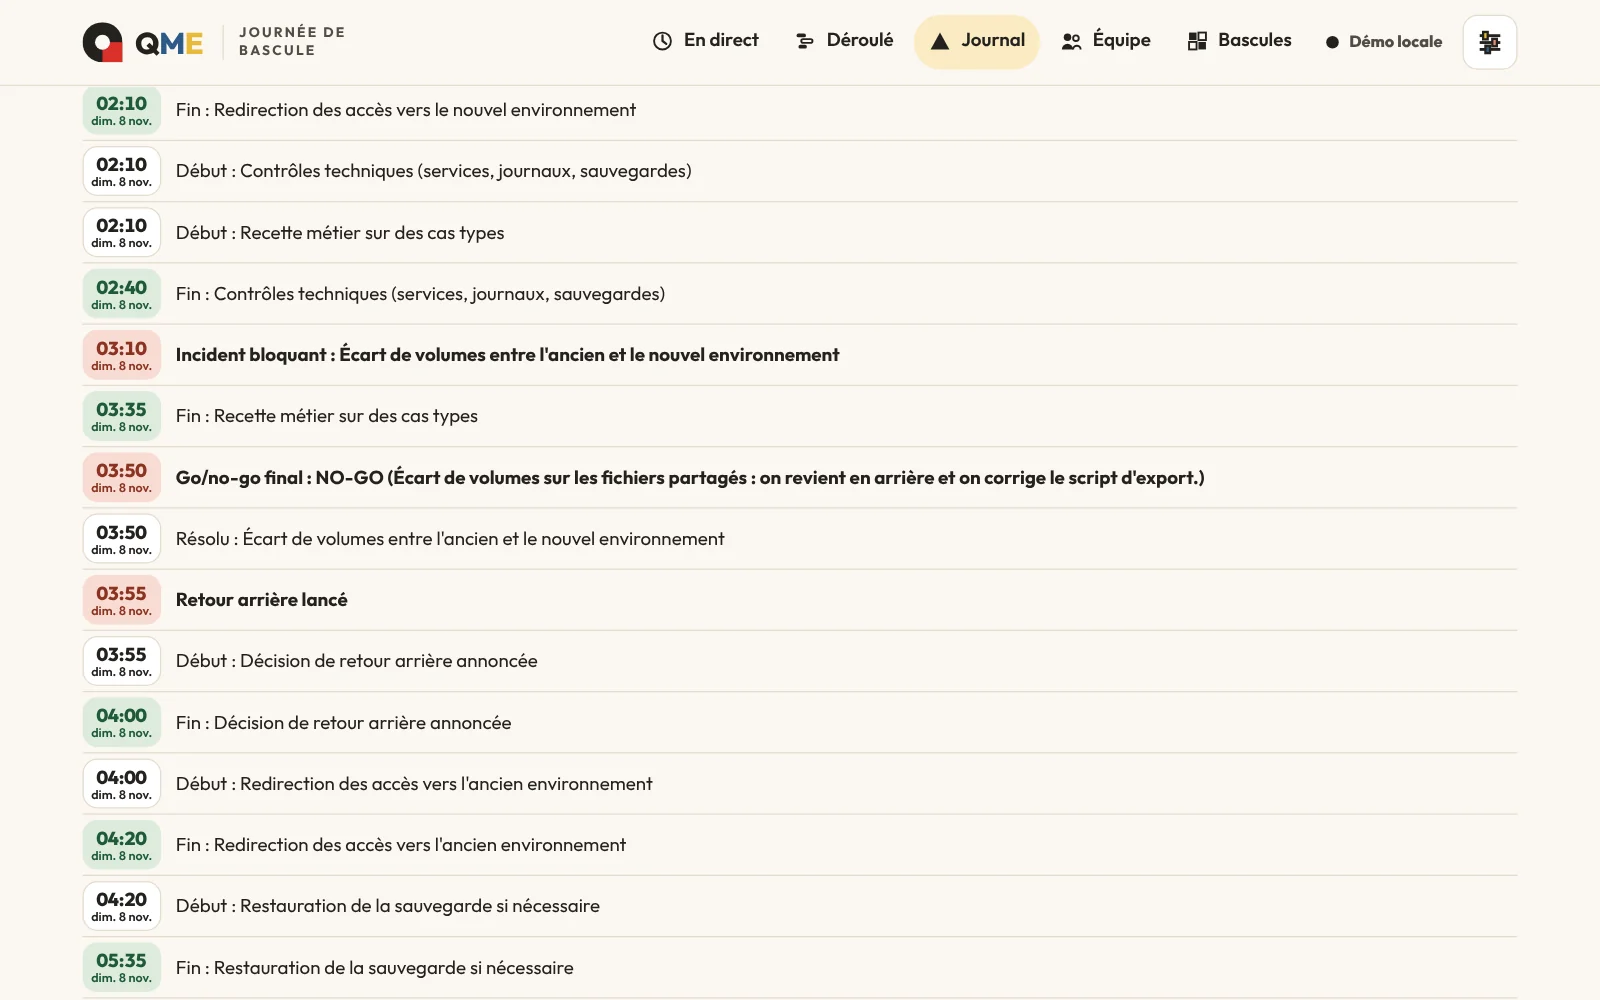 QME
JOURNÉE DE
BASCULE
En direct
Déroulé
Journal
Équipe
Bascules
Démo locale
02:10
dim. 8 nov.
Fin : Redirection des accès vers le nouvel environnement
02:10
dim. 8 nov.
Début : Contrôles techniques (services, journaux, sauvegardes)
02:10
dim. 8 nov.
Début : Recette métier sur des cas types
02:40
dim. 8 nov.
Fin : Contrôles techniques (services, journaux, sauvegardes)
03:10
dim. 8 nov.
Incident bloquant : Écart de volumes entre l'ancien et le nouvel environnement
03:35
dim. 8 nov.
Fin : Recette métier sur des cas types
03:50
dim. 8 nov.
Go/no-go final : NO-GO (Écart de volumes sur les fichiers partagés : on revient en arrière et on corrige le script d'export.)
03:50
dim. 8 nov.
Résolu : Écart de volumes entre l'ancien et le nouvel environnement
03:55
dim. 8 nov.
Retour arrière lancé
03:55
dim. 8 nov.
Début : Décision de retour arrière annoncée
04:00
dim. 8 nov.
Fin : Décision de retour arrière annoncée
04:00
dim. 8 nov.
Début : Redirection des accès vers l'ancien environnement
04:20
dim. 8 nov.
Fin : Redirection des accès vers l'ancien environnement
04:20
dim. 8 nov.
Début : Restauration de la sauvegarde si nécessaire
05:35
dim. 8 nov.
Fin : Restauration de la sauvegarde si nécessaire